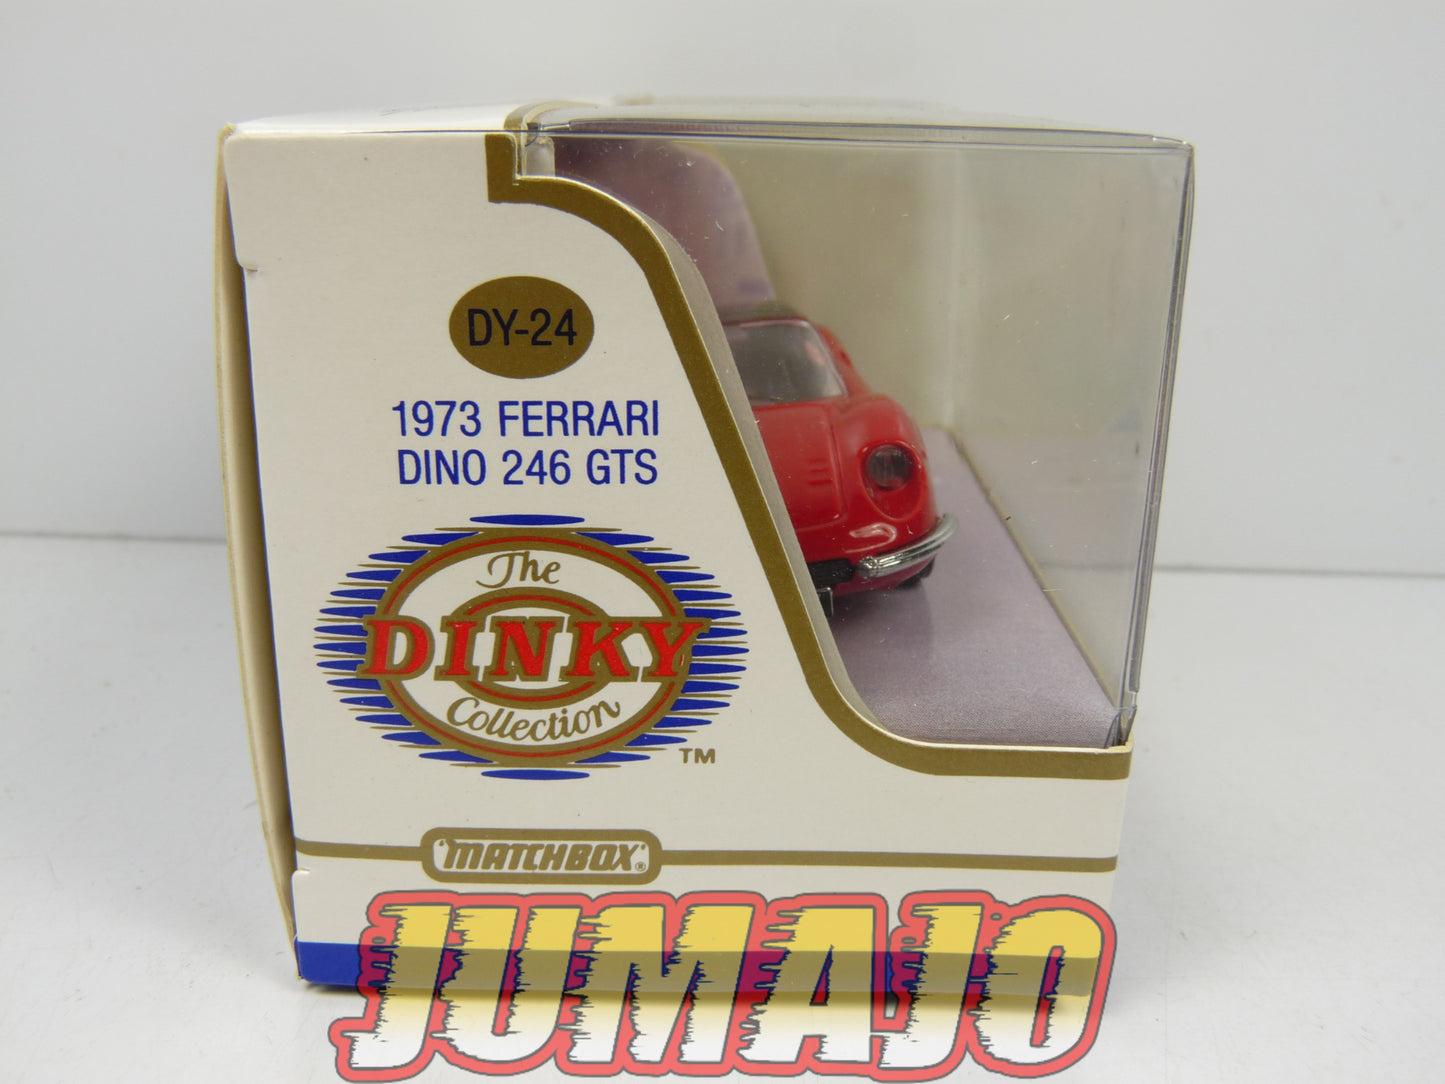 DY-24
1973 FERRARI
DINO 246 GTS
The
DINKY
Collection
TM
"MATCHBOX"®
JUMAJO